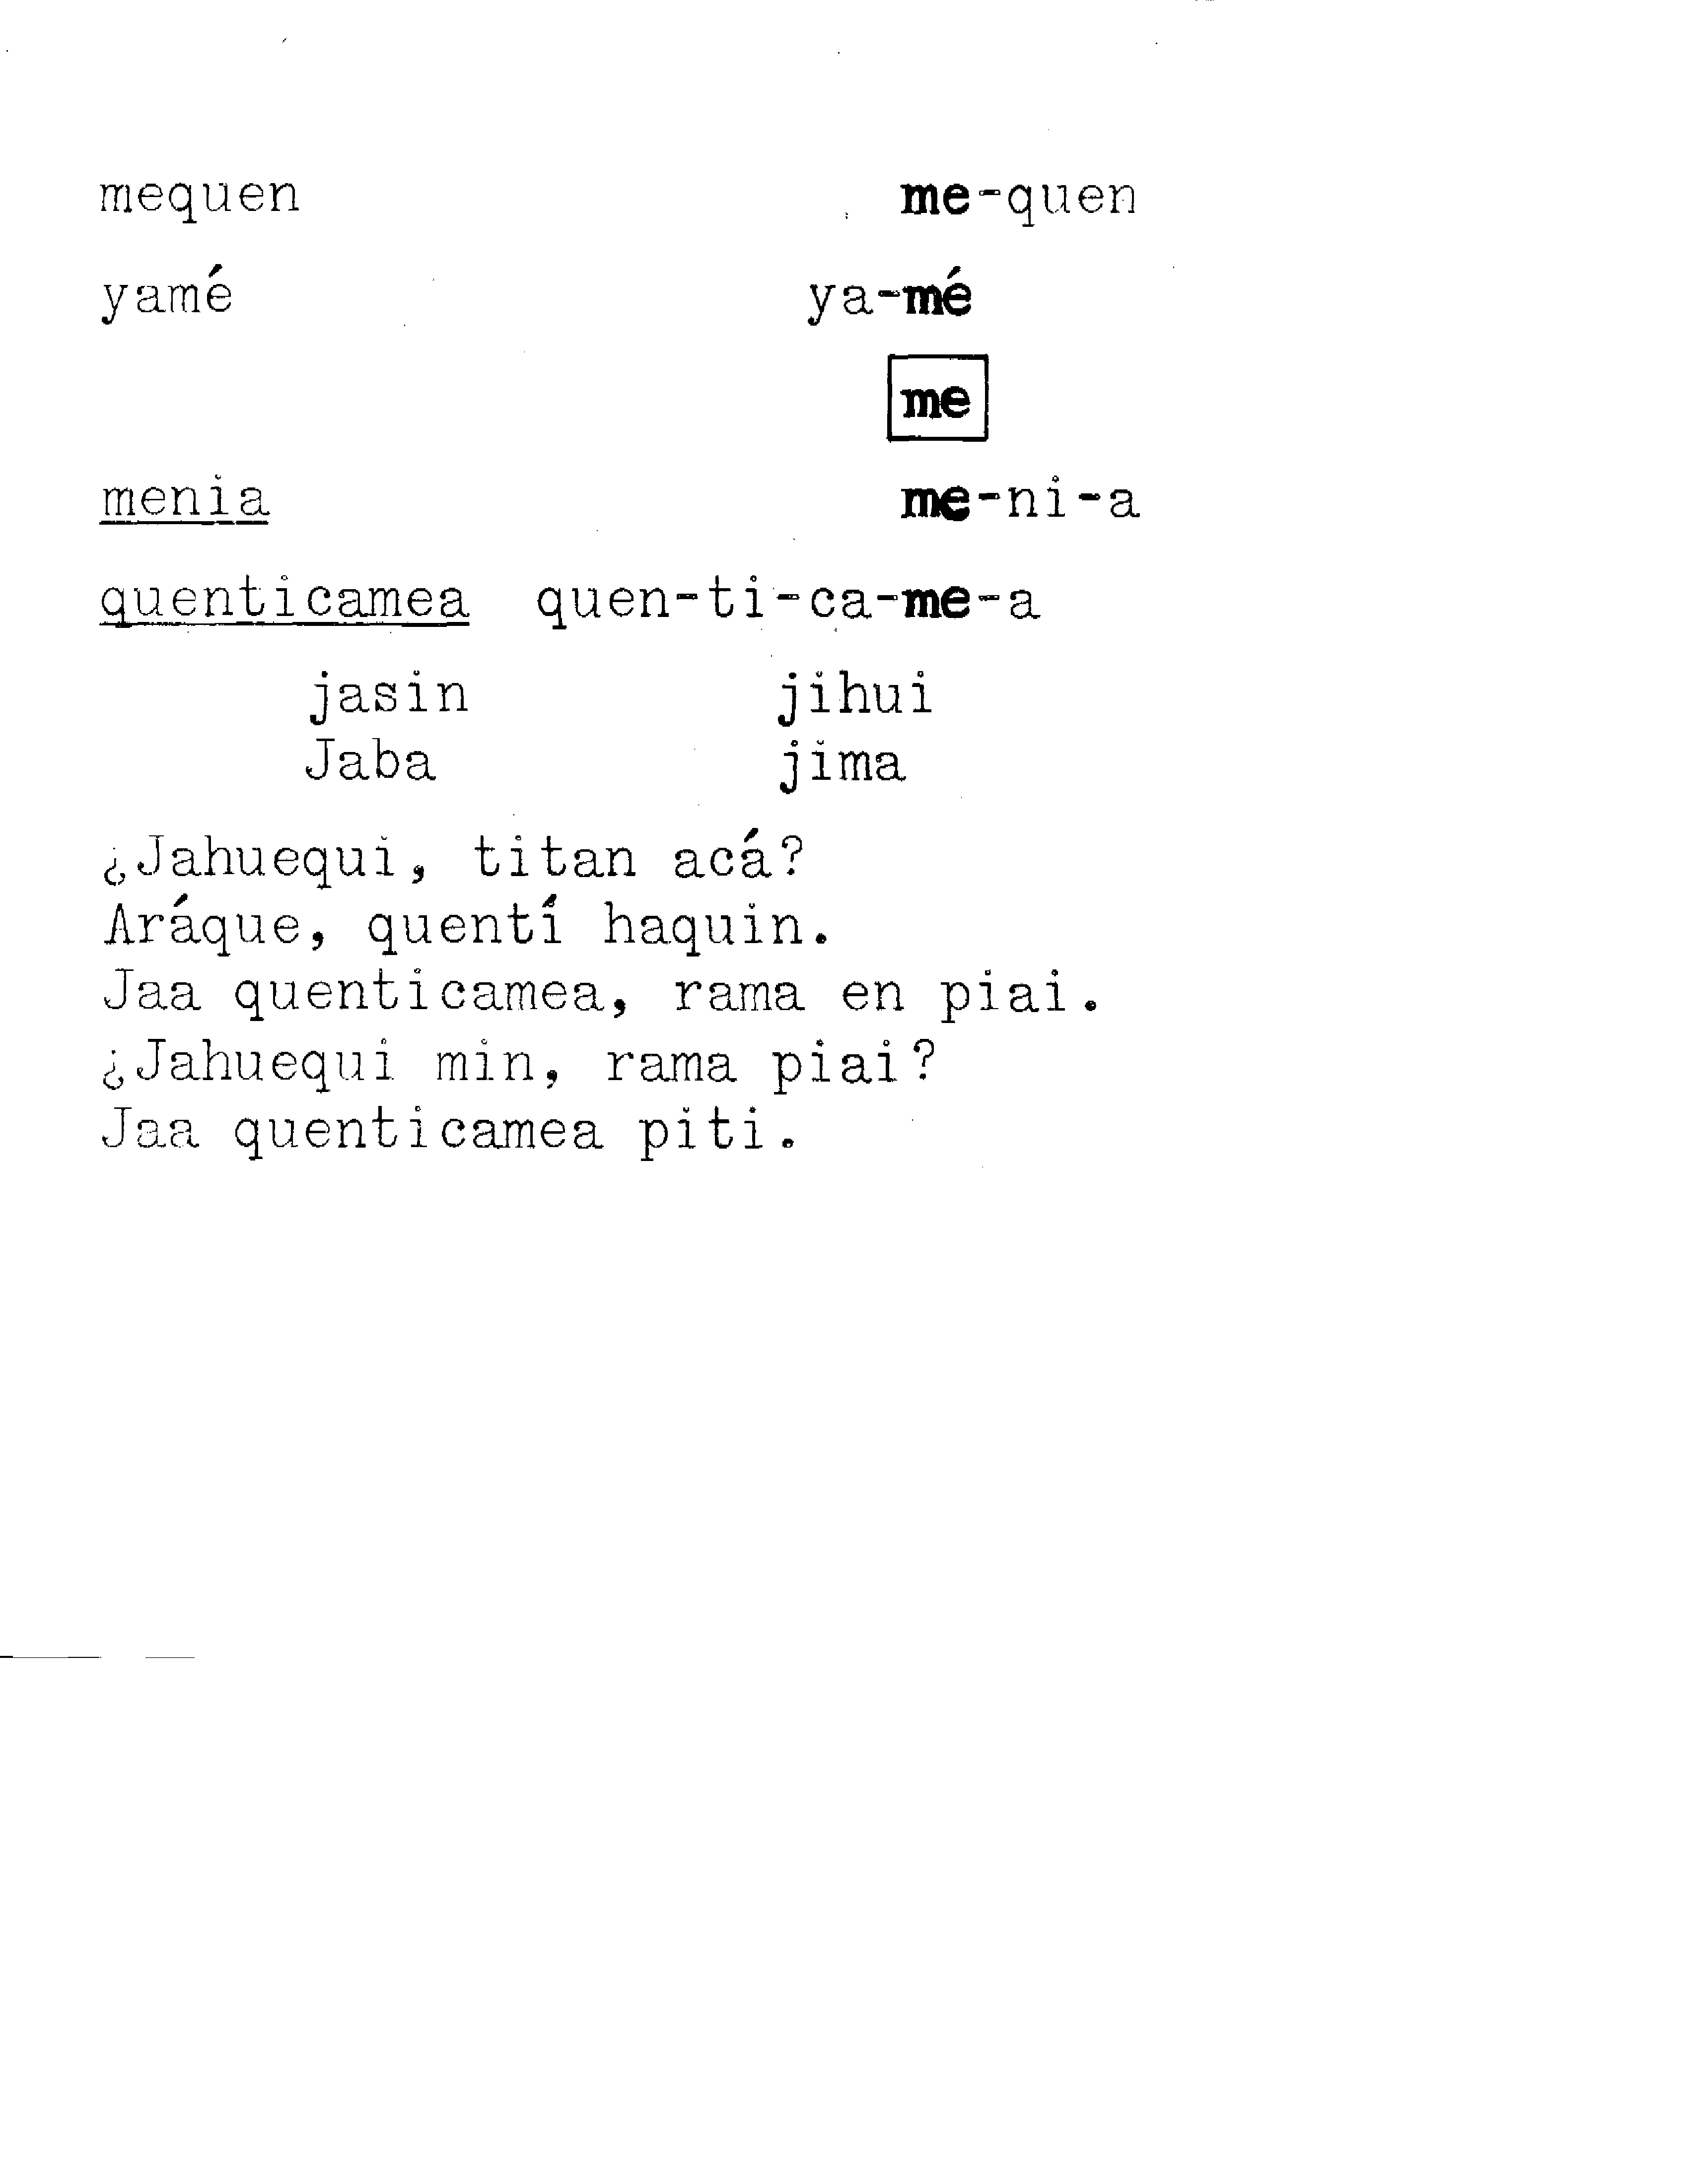 mequen me-quen
yamé ya-mé
me
menia me-ni-a
quenticamea quen-ti-ca-me-a
jasin jihui
Jaba jima
¿Jahuequi, titan acá?
Aráque, quentí haquin.
Jaa quenticamea, rama en piai.
¿Jahuequi min, rama piai?
Jaa quenticamea piti.